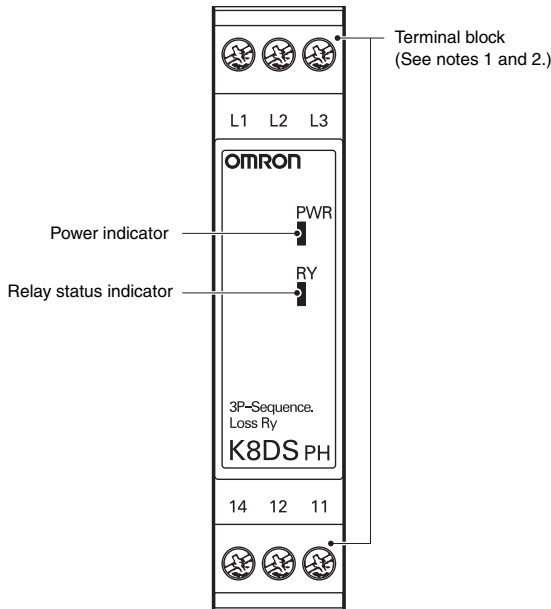 Terminal block
(See notes 1 and 2.)
L1 L2 L3
OMRON
PWR
Power indicator
RY
Relay status indicator
3P-Sequence.
Loss Ry
K8DS PH
14 12 11